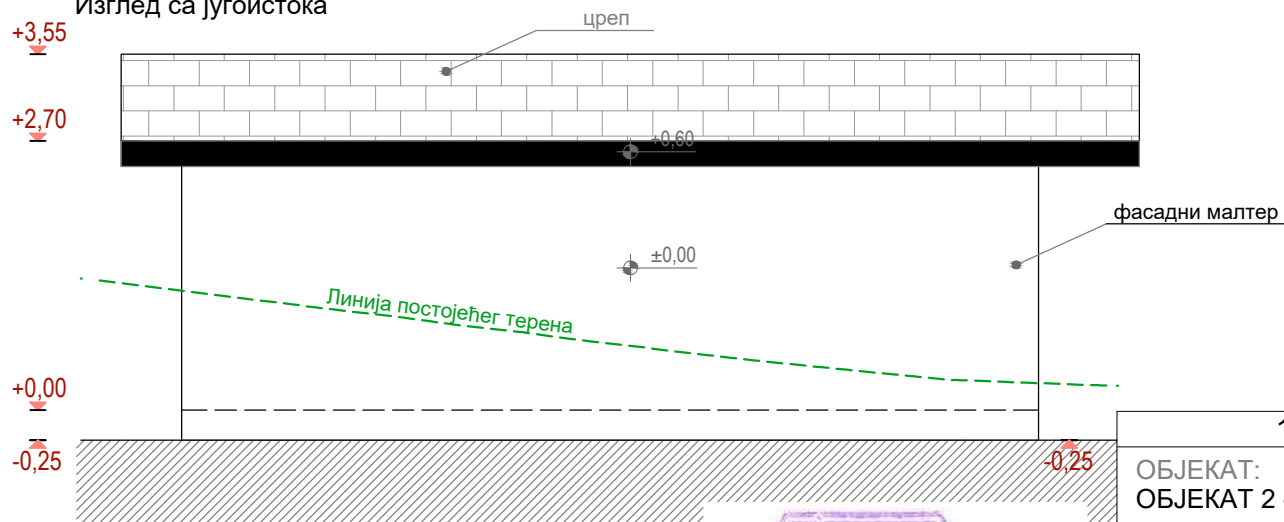 Изглед са југоистока
цреп
+3,55
+2,70
+0,60
фасадни малтер
±0,00
Линија постојећег терена
+0,00
-0,25
-0,25
ОБЈЕКАТ:
ОБЈЕКАТ 2